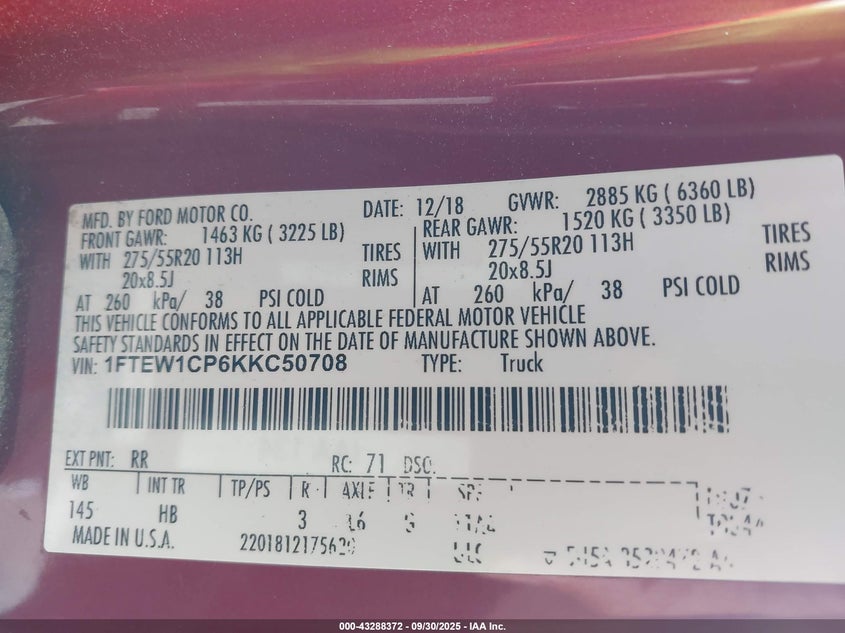 MFD. BY FORD MOTOR CO.
DATE: 12/18 GVWR: 2885 KG ( 6360 LB)
FRONT GAWR: 1463 KG ( 3225 LB)
REAR GAWR: 1520 KG ( 3350 LB)
WITH 275/55R20 113H TIRES
WITH 275/55R20 113H TIRES
20x8.5J RIMS
20x8.5J RIMS
AT 260 kPa/ 38 PSI COLD
AT 260 kPa/ 38 PSI COLD
THIS VEHICLE CONFORMS TO ALL APPLICABLE FEDERAL MOTOR VEHICLE
SAFETY STANDARDS IN EFFECT ON THE DATE OF MANUFACTURE SHOWN ABOVE.
VIN: 1FTEW1CP6KKC50708 TYPE: Truck
EXT PNT: RR RC: 71 DSO:
WB INT TR TP/PS R AXLE TR
145 HB 3
MADE IN U.S.A.
000-43288372 - 09/30/2025 - IAA Inc.